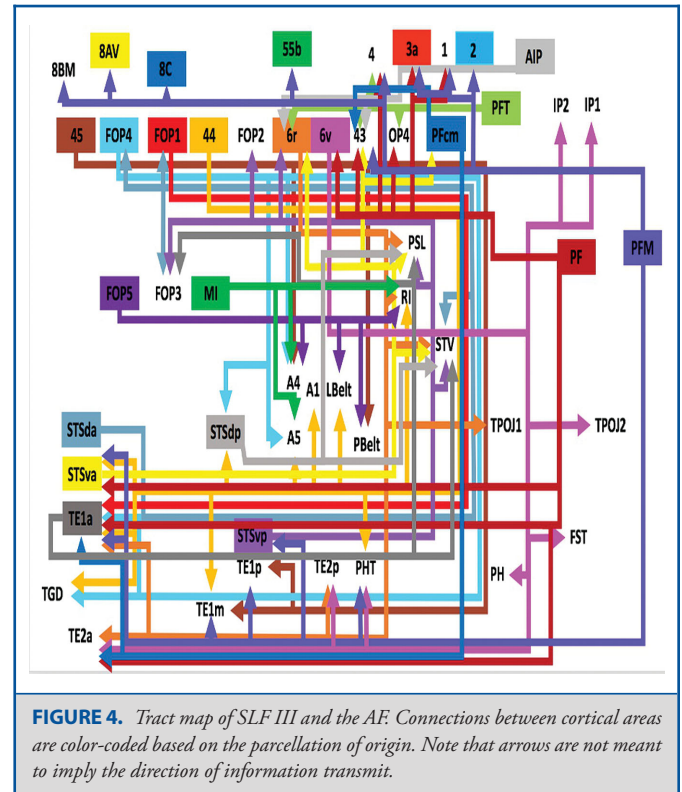 55b 4 3a 1 2 AIP
8AV
8BM 8C
PFT
IP2 IP1
45 FOP4 FOP1 44 FOP2 6r 6v 43 OP4 PFcm
PSL PF PFM
FOP5 FOP3 MI RI
STV
A4 A1 LBelt
STSda STSdp A5 PBelt TPOJ1 TPOJ2
STSva
TE1a
STSvp FST
TE1p TE2p PHT PH
TGD TE1m
TE2a
FIGURE 4. Tract map of SLF III and the AF. Connections between cortical areas
are color-coded based on the parcellation of origin. Note that arrows are not meant
to imply the direction of information transmit.